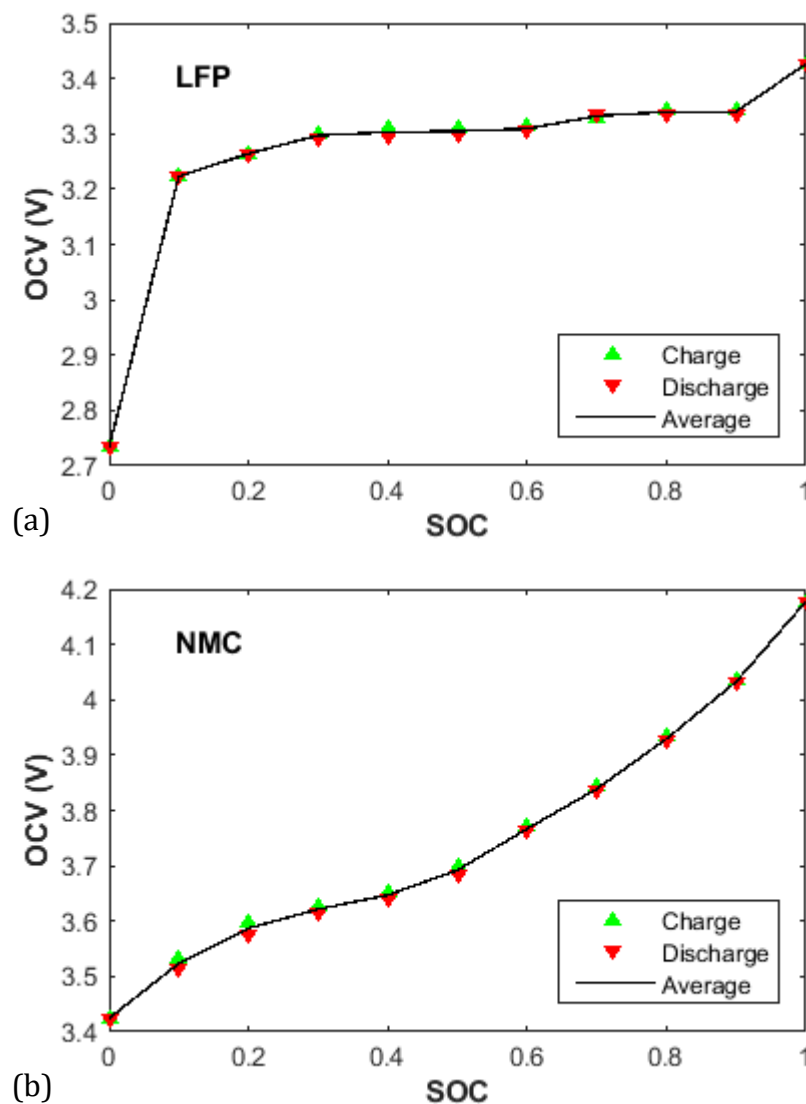 3.5
LFP
3.4
3.3
3.2
3.1
3
2.9
2.8
2.7
OCV (V)
Charge
Discharge
Average
0 0.2 0.4 0.6 0.8 1
SOC
(a)
4.2
NMC
4.1
4
3.9
3.8
3.7
3.6
3.5
3.4
OCV (V)
Charge
Discharge
Average
0 0.2 0.4 0.6 0.8 1
SOC
(b)